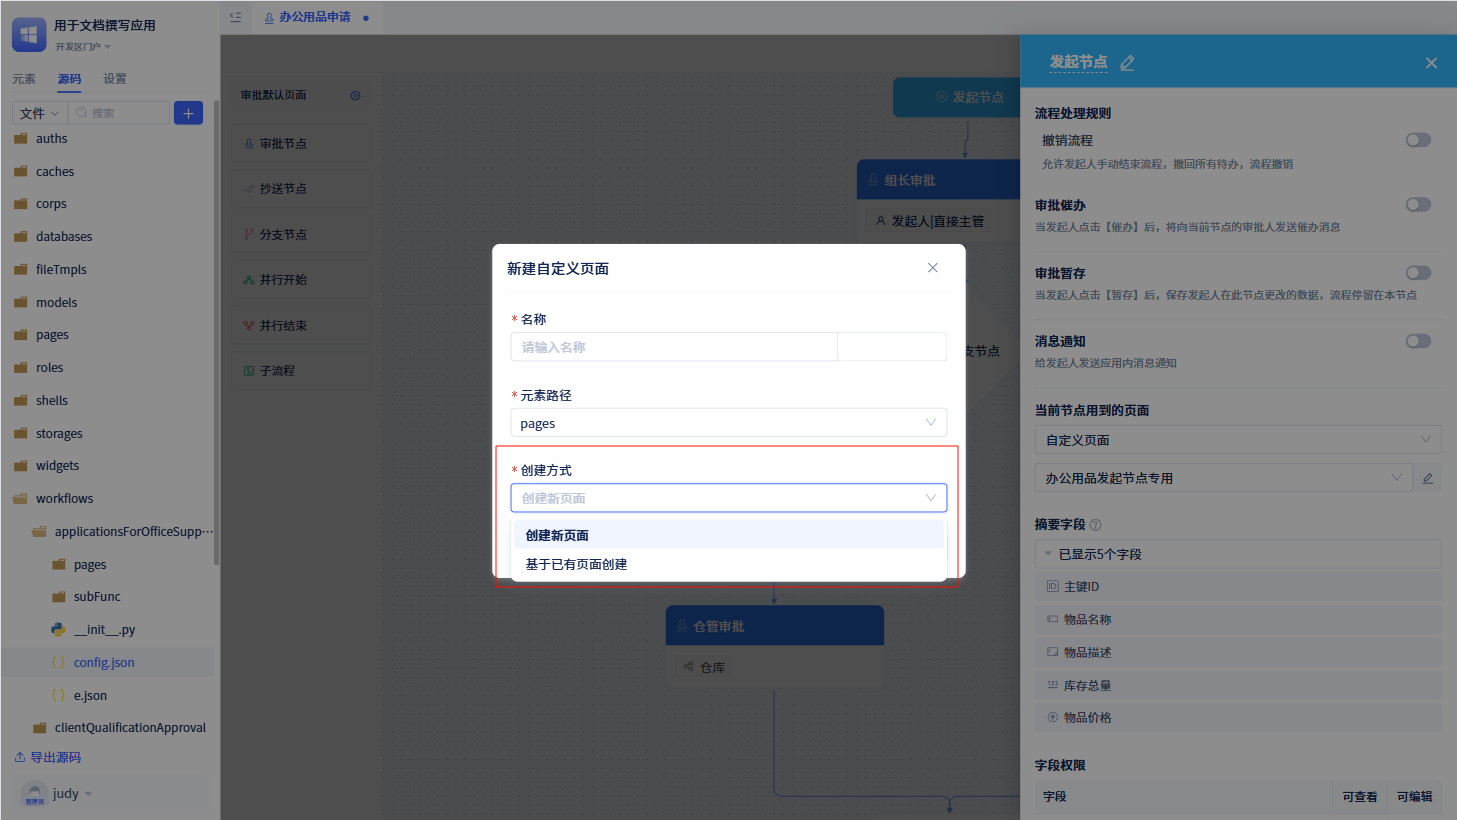 用于文档撰写应用
开发区门户
元素 源码 设置
文件 搜索
auths
caches
corps
databases
fileTmpls
models
pages
roles
shells
storages
widgets
workflows
applicationsForOfficeSupp···
pages
subFunc
__init__.py
config.json
e.json
clientQualificationApproval
导出源码
管理员 judy
办公用品申请
审批默认页面
审批节点
抄送节点
分支节点
并行开始
并行结束
子流程
发起节点
组长审批
发起人|直接主管
支节点
仓管审批
仓库
新建自定义页面
* 名称
请输入名称
* 元素路径
pages
* 创建方式
创建新页面
创建新页面
基于已有页面创建
发起节点
流程处理规则
撤销流程
允许发起人手动结束流程，撤回所有待办，流程撤销
审批催办
当发起人点击【催办】后，将向当前节点的审批人发送催办消息
审批暂存
当发起人点击【暂存】后，保存发起人在此节点更改的数据，流程停留在本节点
消息通知
给发起人发送应用内消息通知
当前节点用到的页面
自定义页面
办公用品发起节点专用
摘要字段
已显示5个字段
主键ID
物品名称
物品描述
库存总量
物品价格
字段权限
字段 可查看 可编辑